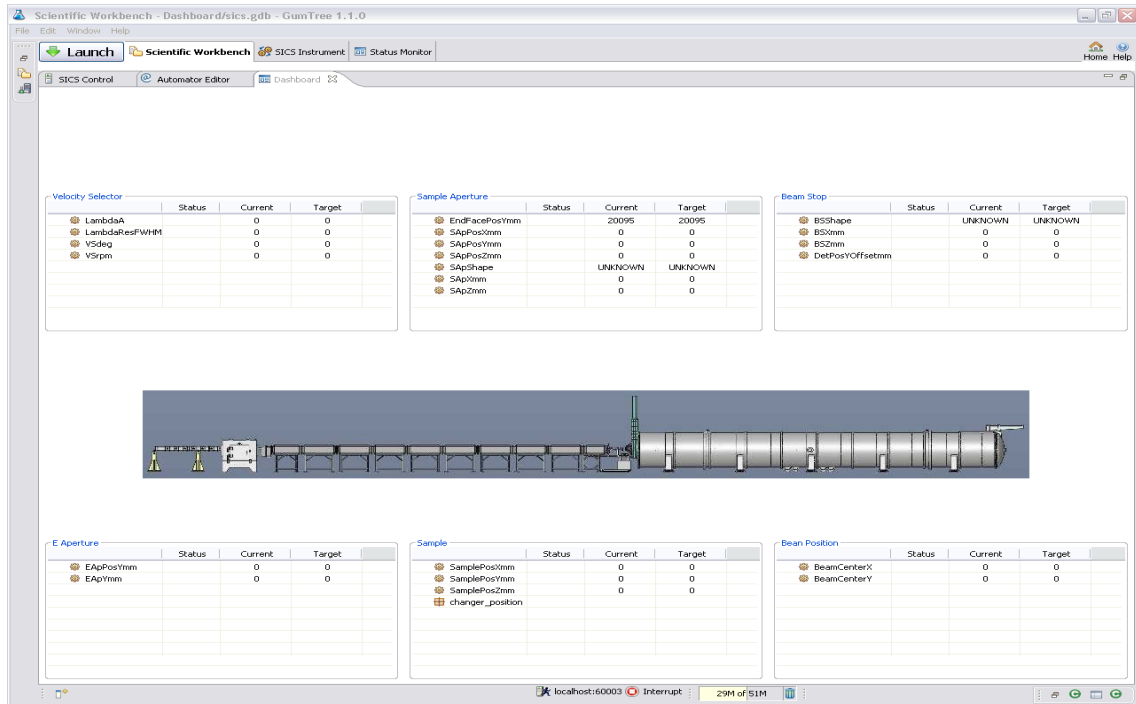 Scientific Workbench - Dashboard/sics.gdb - GumTree 1.1.0
File Edit Window Help
Launch Scientific Workbench SICS Instrument Status Monitor Home Help
SICS Control Automator Editor Dashboard
Velocity Selector
Status Current Target
LambdaA 0 0
LambdaResFWHM 0 0
VSdeg 0 0
VSrpm 0 0
Sample Aperture
Status Current Target
EndFacePosYmm 20095 20095
SApPosXmm 0 0
SApPosYmm 0 0
SApPosZmm 0 0
SApShape UNKNOWN UNKNOWN
SApXmm 0 0
SApZmm 0 0
Beam Stop
Status Current Target
BSShape UNKNOWN UNKNOWN
BSXmm 0 0
BSZmm 0 0
DetPosYOffsetmm 0 0
E Aperture
Status Current Target
EApPosYmm 0 0
EApYmm 0 0
Sample
Status Current Target
SamplePosXmm 0 0
SamplePosYmm 0 0
SamplePosZmm 0 0
changer_position
Bean Position
Status Current Target
BeamCenterX 0 0
BeamCenterY 0 0
localhost:60003 Interrupt 29M of 51M